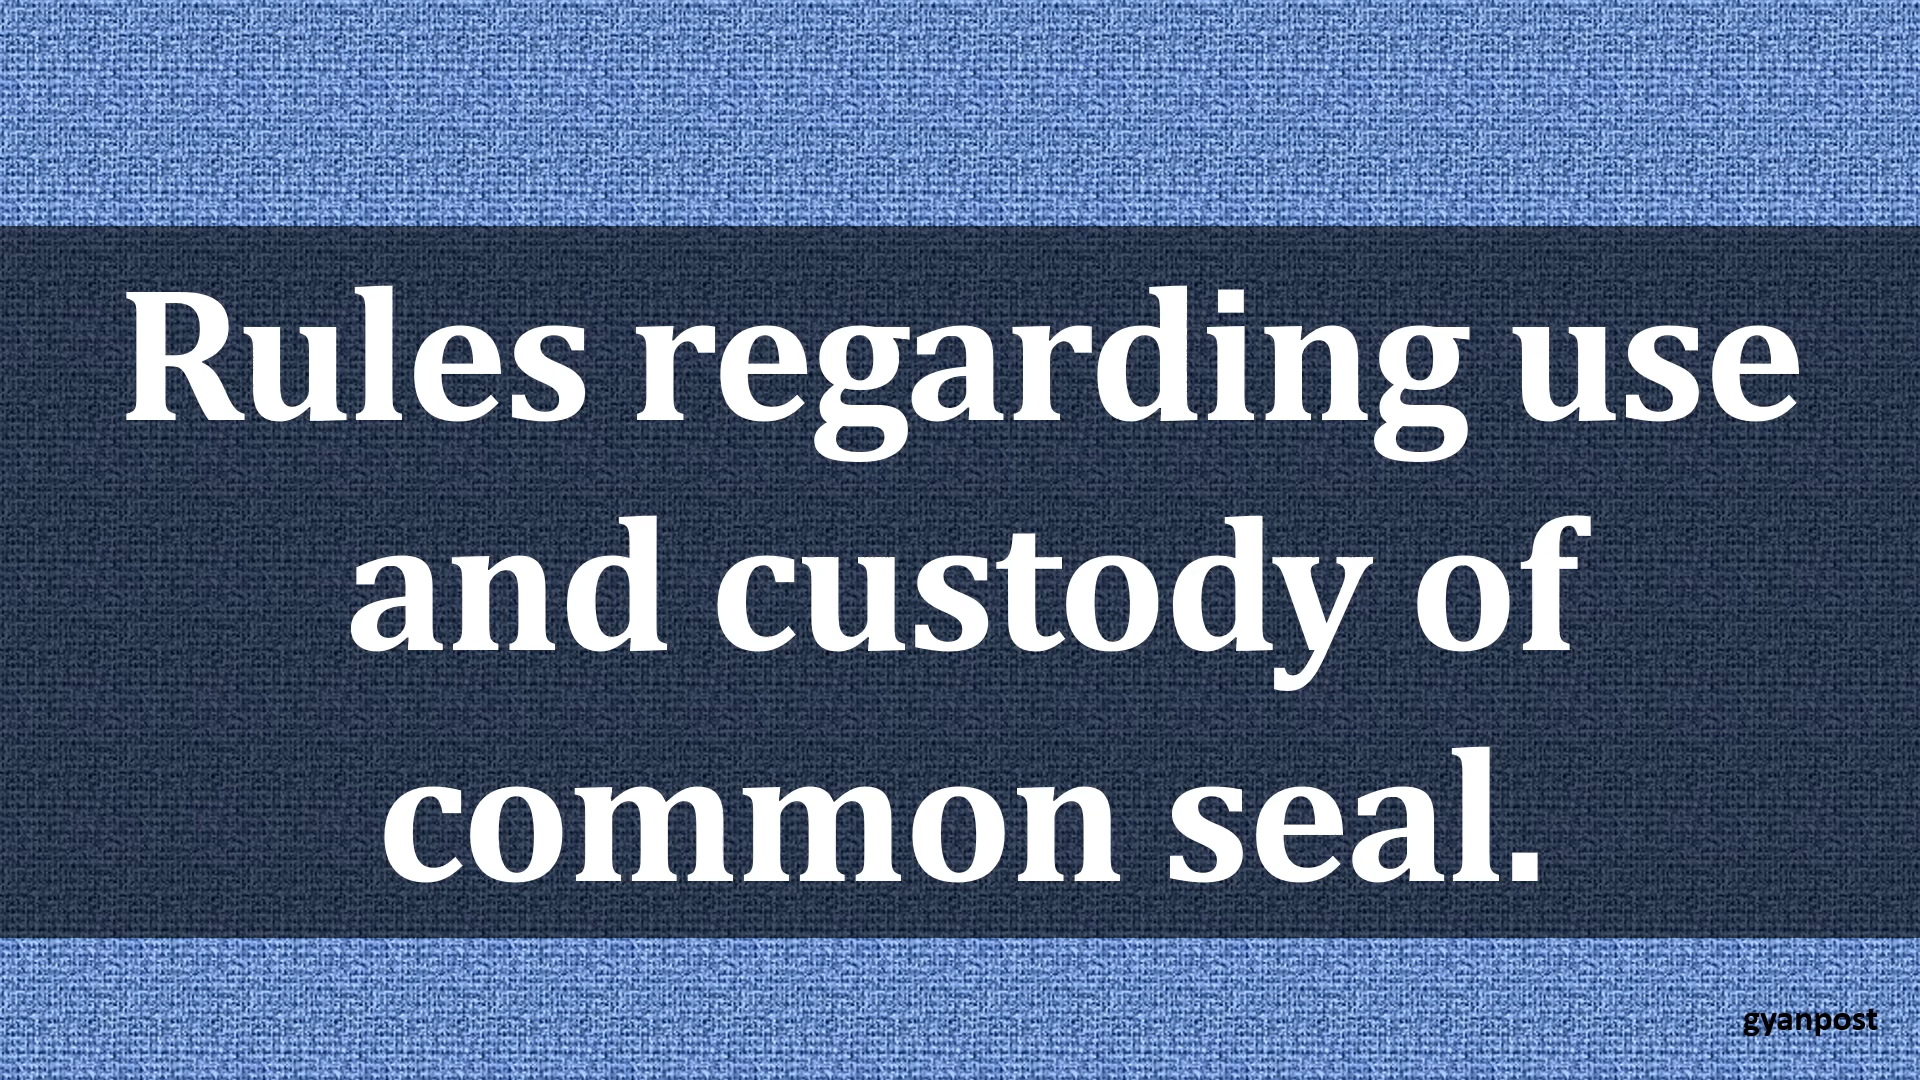 Rules regarding use
and custody of
common seal.
gyanpost